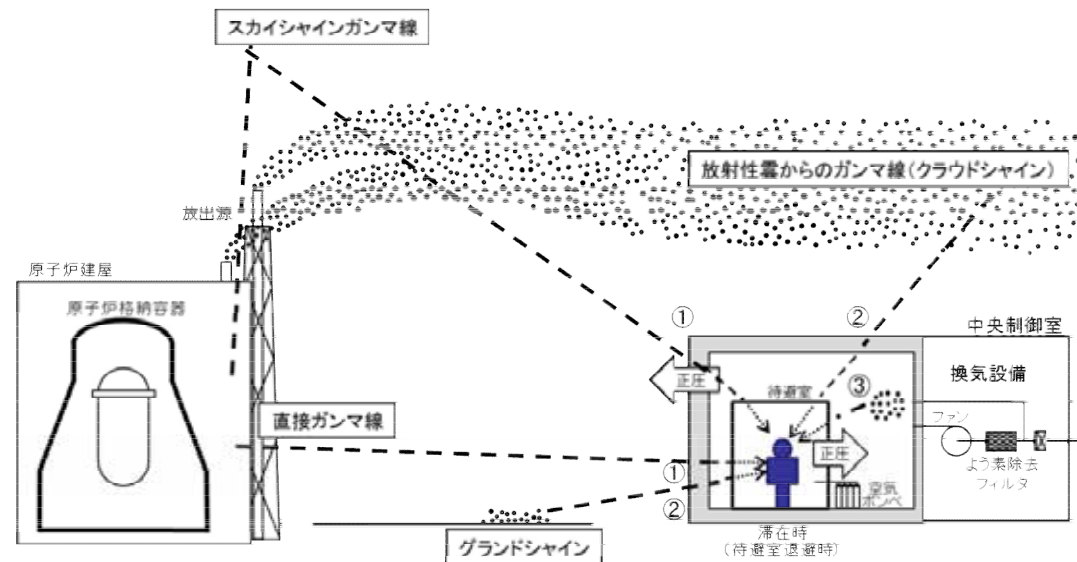 スカイシャインガンマ線
放射性雲からのガンマ線(クラウドシャイン)
放出源
原子炉建屋
原子炉格納容器
①
②
中央制御室
正圧
待避室
③
換気設備
ファン
直接ガンマ線
正圧
①
よう素除去
フィルタ
空気
ボンベ
②
滞在時
(待避室退避時)
グランドシャイン